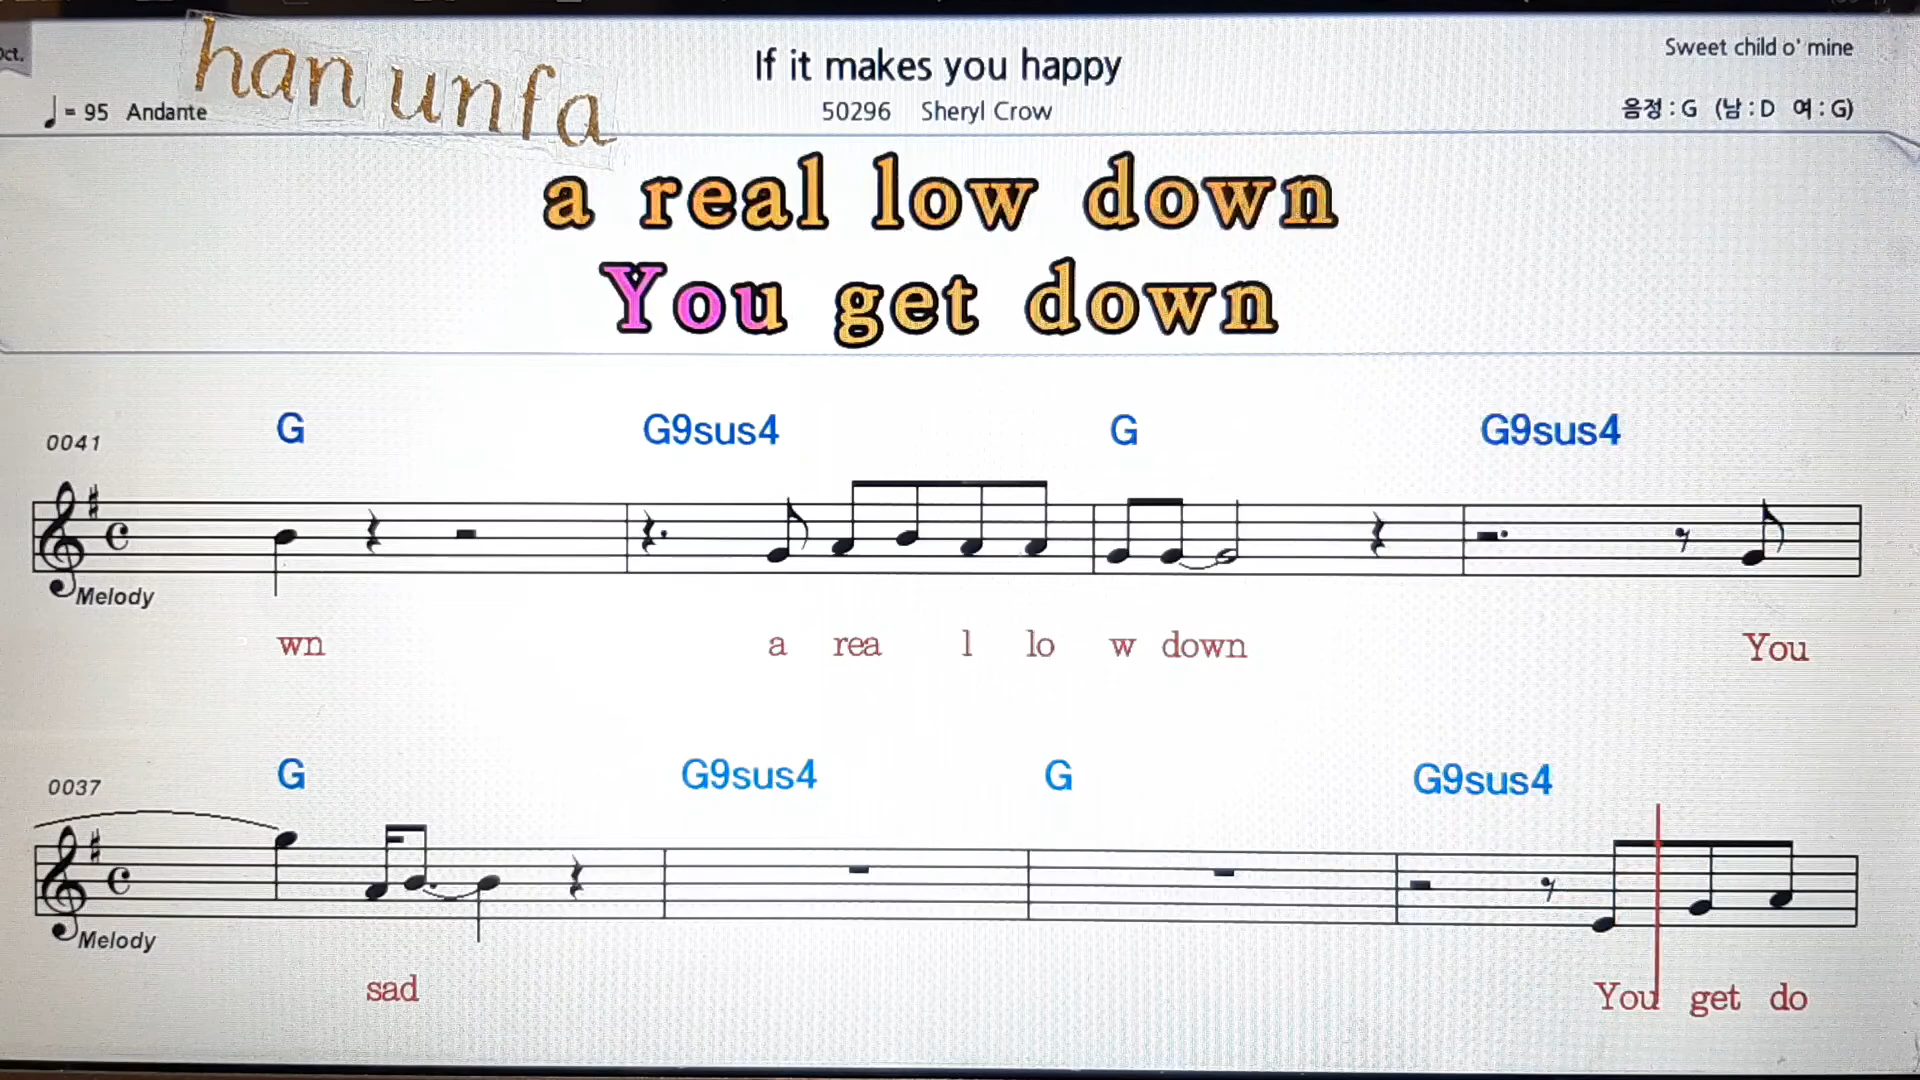 Oct.
han unfa
If it makes you happy
Sweet child o' mine
♩= 95 Andante
50296 Sheryl Crow
음정 : G (남 : D 여 : G)
a real low down
You get down
G G9sus4 G G9sus4
0041
Melody
wn a rea l lo w down You
G G9sus4 G G9sus4
0037
Melody
sad You get do